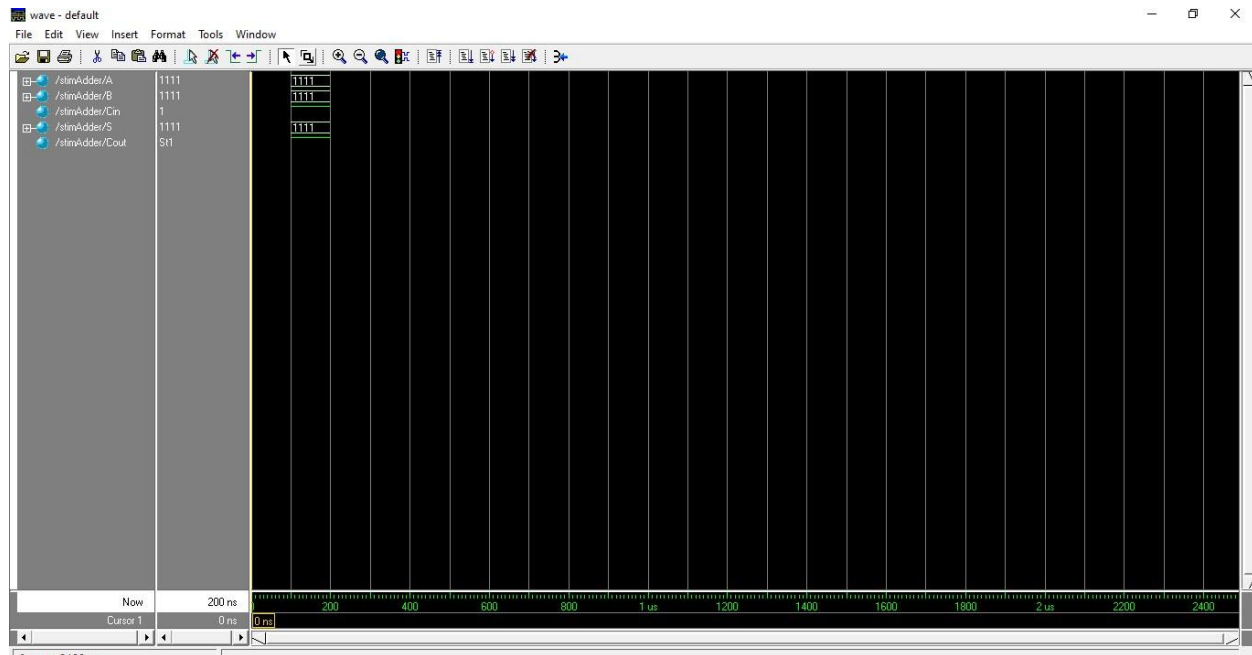 wave - default
File Edit View Insert Format Tools Window
/stimAdder/A 1111 1111
/stimAdder/B 1111 1111
/stimAdder/Cin 1
/stimAdder/S 1111 1111
/stimAdder/Cout St1
Now 200 ns 200 400 600 800 1 us 1200 1400 1600 1800 2 us 2200 2400
Cursor 1 0 ns 0 ns